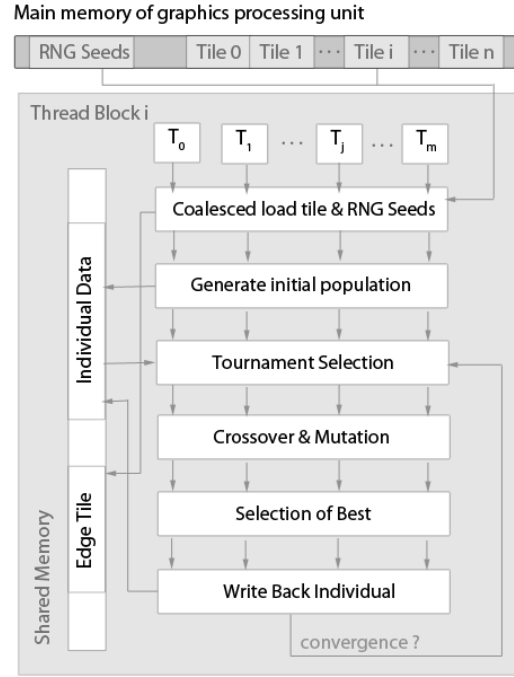 Main memory of graphics processing unit
RNG Seeds Tile 0 Tile 1 ··· Tile i ··· Tile n
Thread Block i
T0 T1 ··· Tj ··· Tm
Coalesced load tile & RNG Seeds
Generate initial population
Tournament Selection
Crossover & Mutation
Selection of Best
Write Back Individual
convergence ?
Individual Data
Edge Tile
Shared Memory